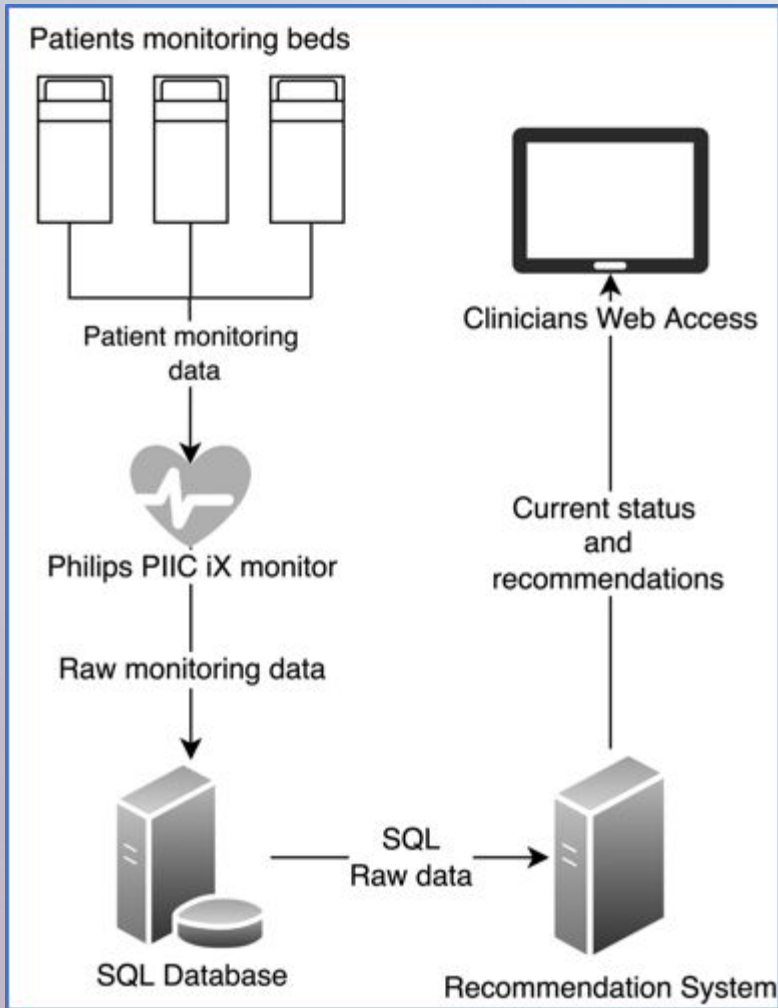 Patients monitoring beds
Patient monitoring
data
Philips PIIC iX monitor
Raw monitoring data
SQL Database
SQL
Raw data
Recommendation System
Current status
and
recommendations
Clinicians Web Access